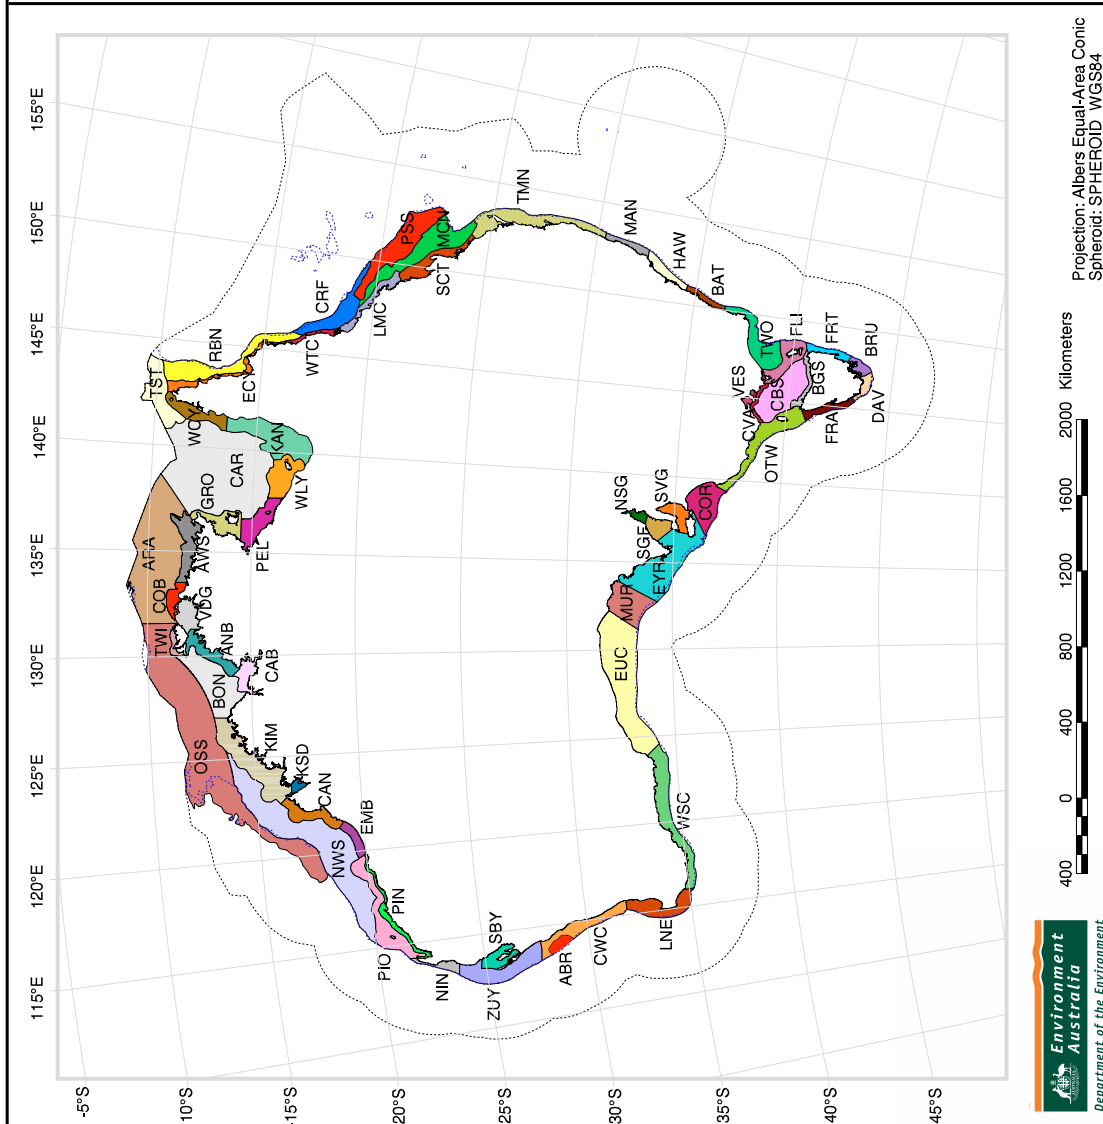 115°E
120°E
125°E
130°E
135°E
140°E
145°E
150°E
155°E
-5°S
-10°S
-15°S
-20°S
-25°S
-30°S
-35°S
-40°S
-45°S
ARA
TST
TWI
COB
OSS
AWS
VDG
GRO
WCY
RBN
BON
ANB
CAR
ECY
PEL
CAB
KIM
KAN
WLY
KSD
CAN
WTC
CRF
NWS
EMB
LMC
PSS
PIO
PIN
SCT
MCN
NIN
SBY
ZUY
TMN
ABR
CWC
EUC
NSG
MAN
MUR
SGF
SVG
LNE
EYR
HAW
WSC
COR
BAT
VES
CVA
TWO
OTW
CBS
FLI
BGS
FRA
FRT
DAV
BRU
400
0
400
800
1200
1600
2000 Kilometers
Environment
Australia
Department of the Environment
Projection: Albers Equal-Area Conic
Spheroid: SPHEROID WGS84